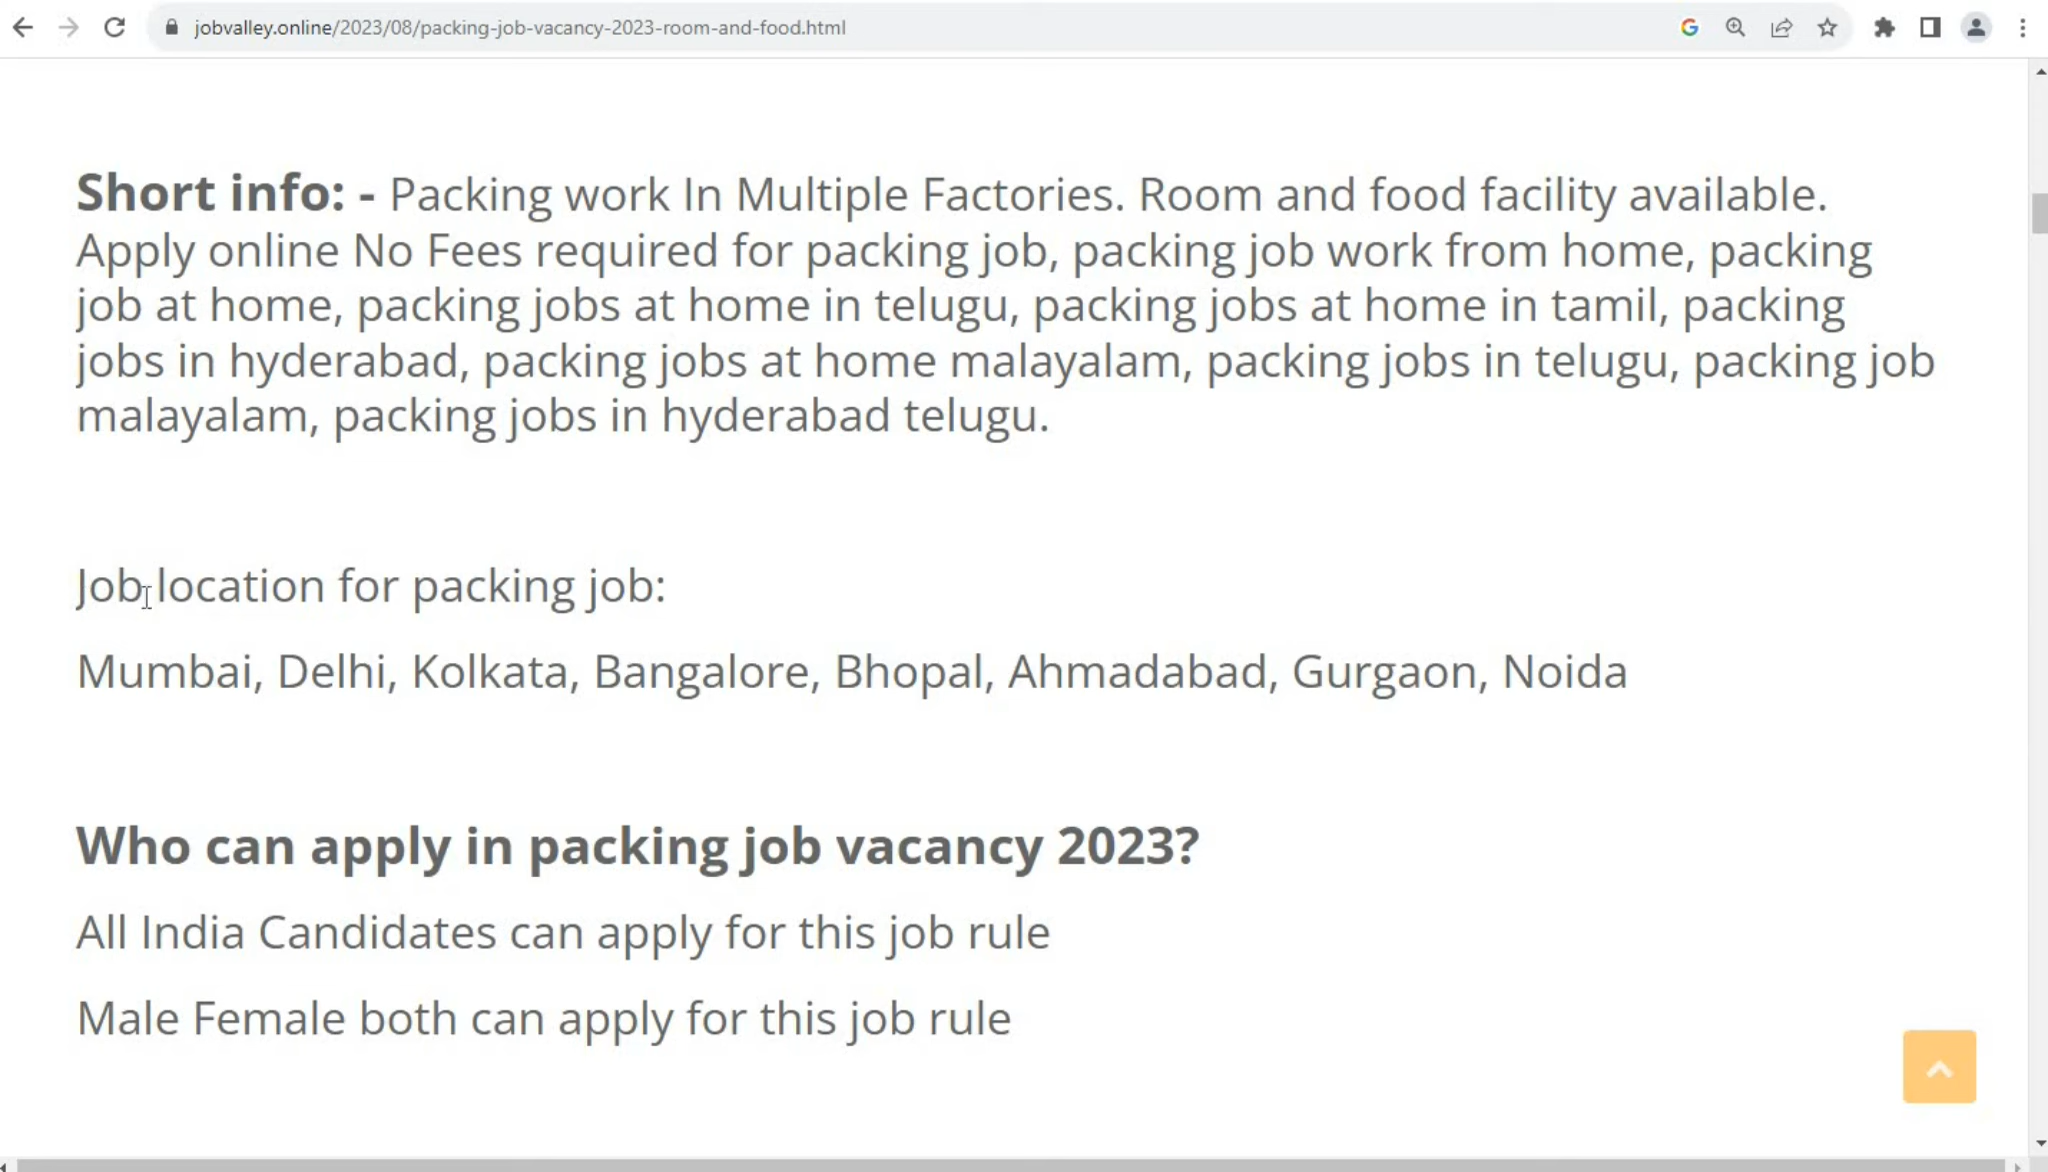 jobvalley.online/2023/08/packing-job-vacancy-2023-room-and-food.html
Short info: - Packing work In Multiple Factories. Room and food facility available.
Apply online No Fees required for packing job, packing job work from home, packing
job at home, packing jobs at home in telugu, packing jobs at home in tamil, packing
jobs in hyderabad, packing jobs at home malayalam, packing jobs in telugu, packing job
malayalam, packing jobs in hyderabad telugu.
Job location for packing job:
Mumbai, Delhi, Kolkata, Bangalore, Bhopal, Ahmadabad, Gurgaon, Noida
Who can apply in packing job vacancy 2023?
All India Candidates can apply for this job rule
Male Female both can apply for this job rule